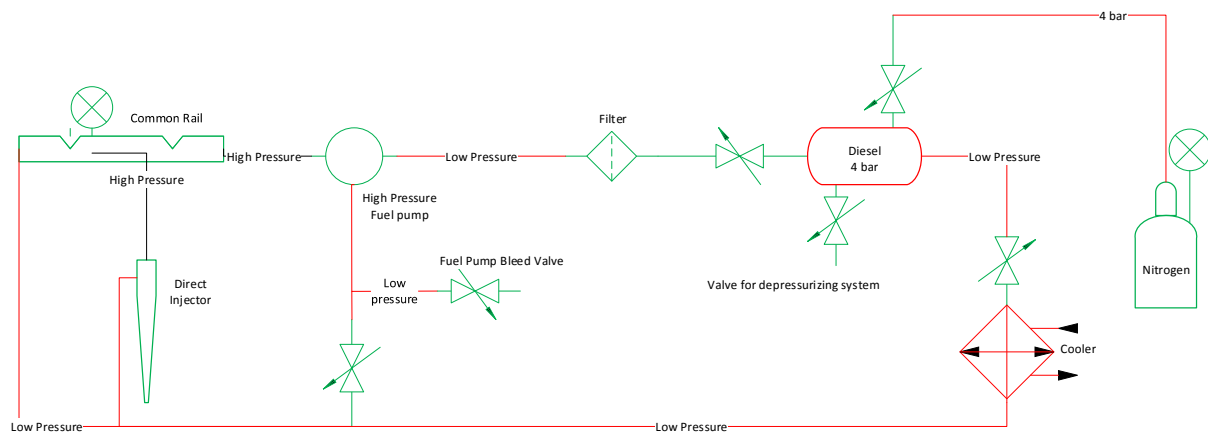 4 bar
Common Rail
Filter
High Pressure
Low Pressure
Diesel
4 bar
Low Pressure
High Pressure
High Pressure
Fuel pump
Nitrogen
Fuel Pump Bleed Valve
Direct
Injector
Low
pressure
Valve for depressurizing system
Cooler
Low Pressure
Low Pressure